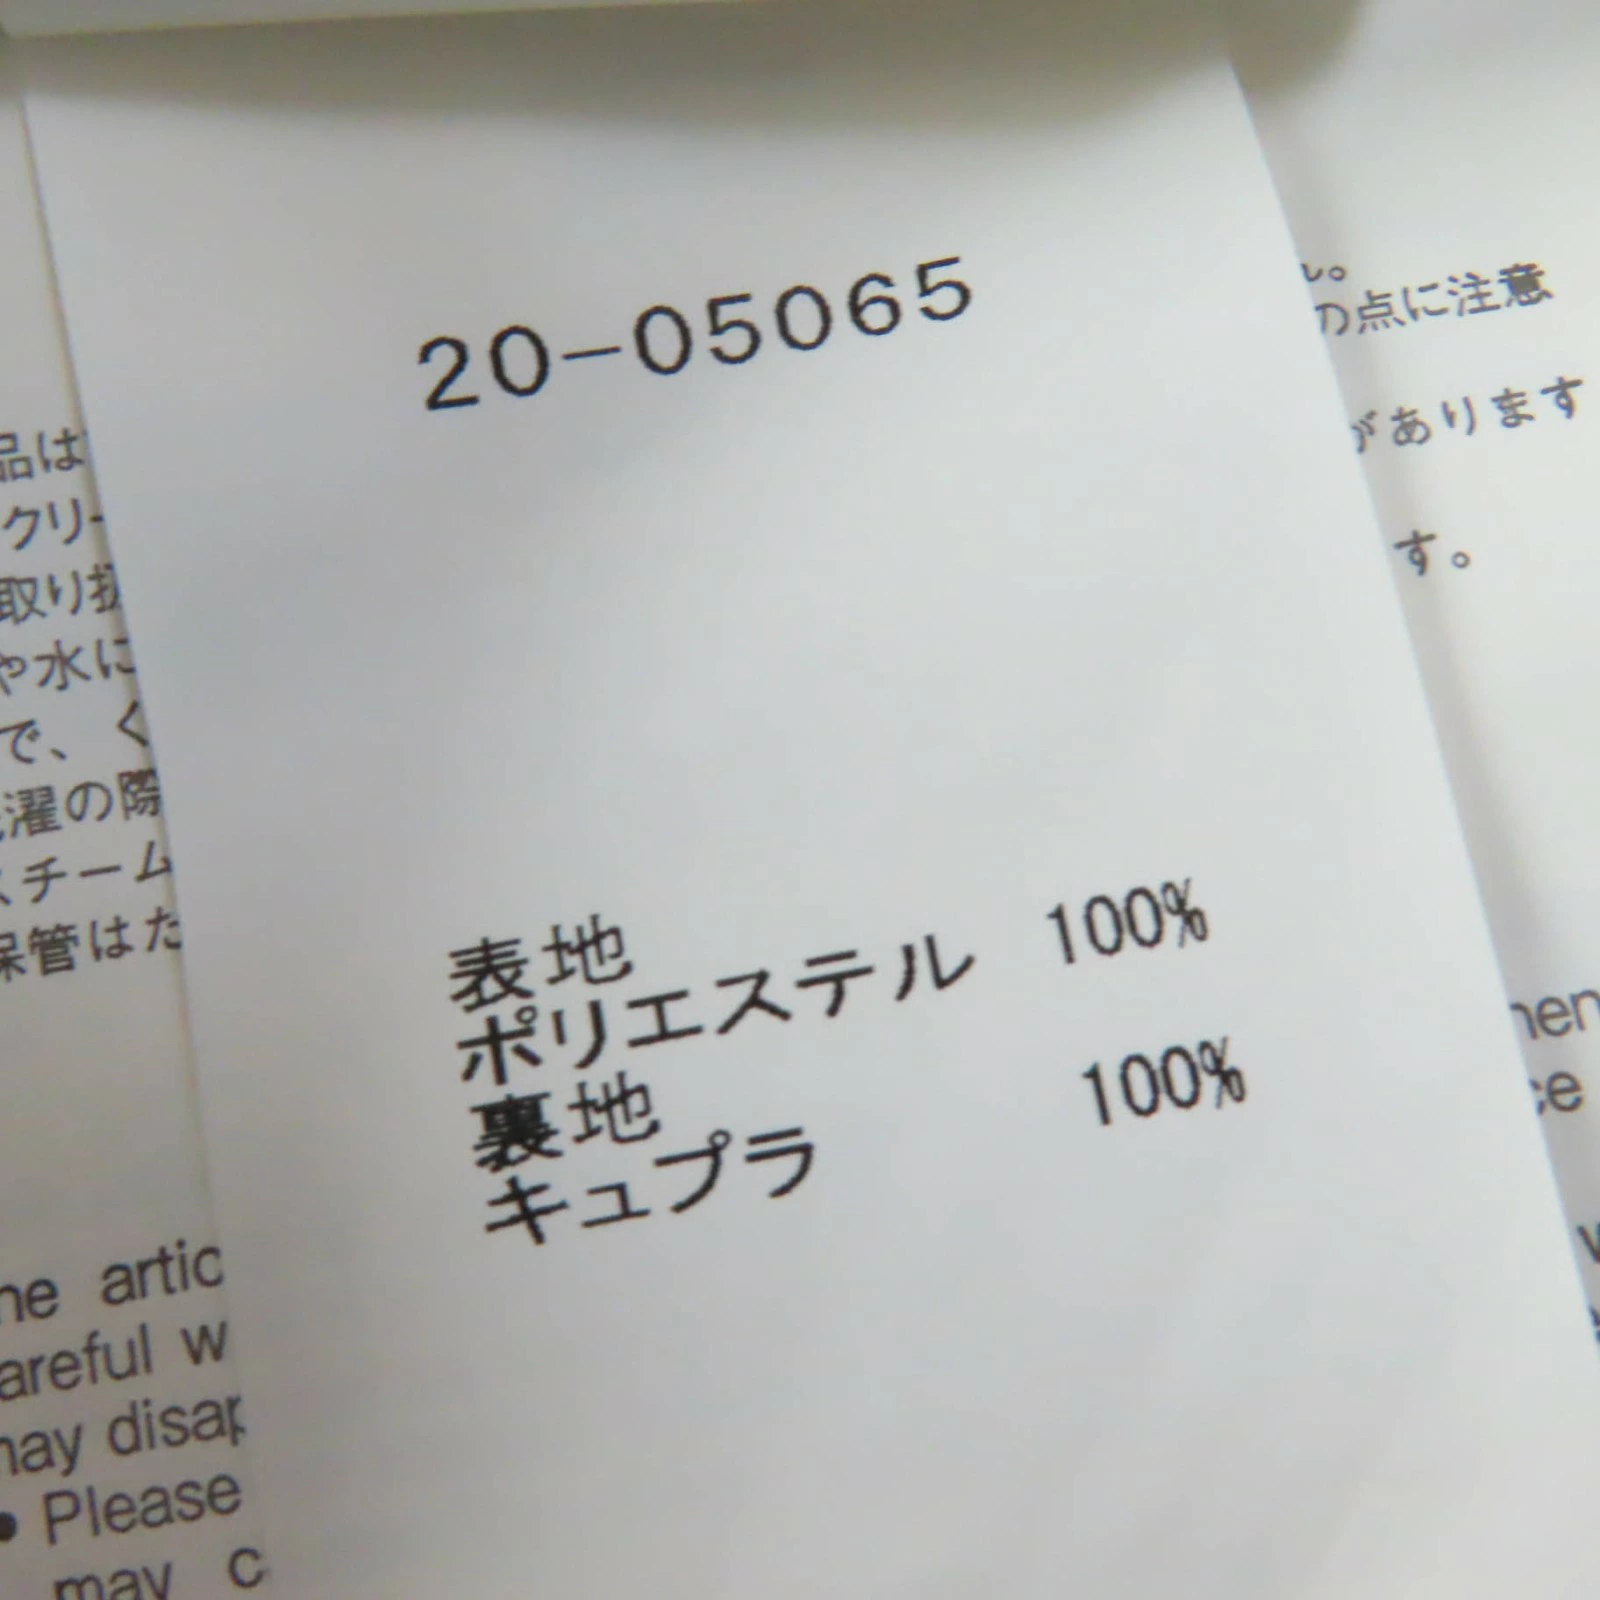 20-05065
表地
ポリエステル 100%
裏地
キュプラ 100%
品は
クリー
取り扱
や水に
で、く
洗濯の際
スチーム
保管はた
の点に注意
があります
す。
he artic
areful w
may disap
● Please
may c